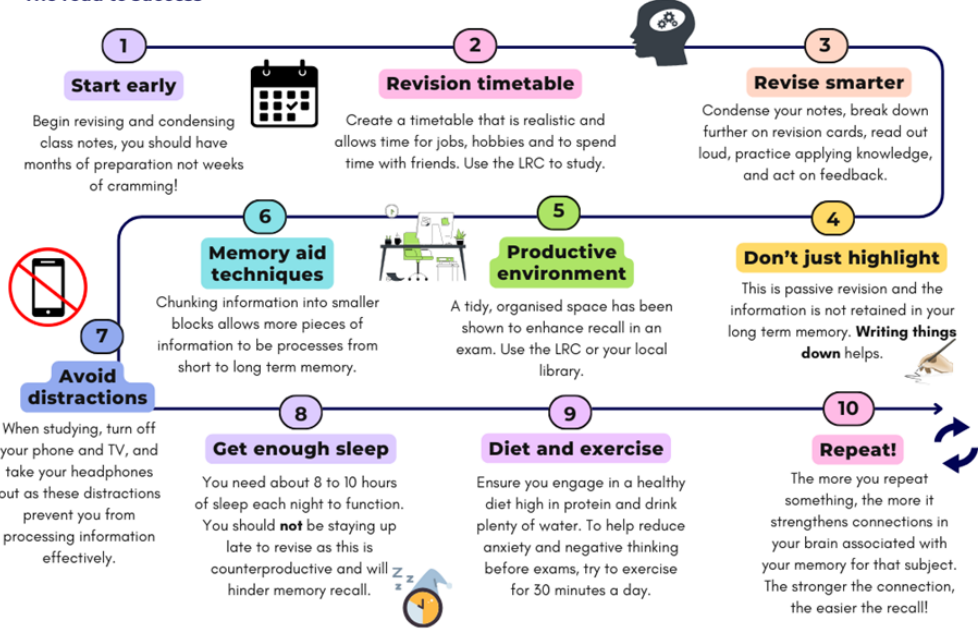 The road to success
1
Start early
Begin revising and condensing
class notes, you should have
months of preparation not weeks
of cramming!
2
Revision timetable
Create a timetable that is realistic and
allows time for jobs, hobbies and to spend
time with friends. Use the LRC to study.
3
Revise smarter
Condense your notes, break down
further on revision cards, read out
loud, practice applying knowledge,
and act on feedback.
4
Don't just highlight
This is passive revision and the
information is not retained in your
long term memory. Writing things
down helps.
5
Productive
environment
A tidy, organised space has been
shown to enhance recall in an
exam. Use the LRC or your local
library.
6
Memory aid
techniques
Chunking information into smaller
blocks allows more pieces of
information to be processes from
short to long term memory.
7
Avoid
distractions
When studying, turn off
your phone and TV, and
take your headphones
out as these distractions
prevent you from
processing information
effectively.
8
Get enough sleep
You need about 8 to 10 hours
of sleep each night to function.
You should not be staying up
late to revise as this is
counterproductive and will
hinder memory recall.
9
Diet and exercise
Ensure you engage in a healthy
diet high in protein and drink
plenty of water. To help reduce
anxiety and negative thinking
before exams, try to exercise
for 30 minutes a day.
10
Repeat!
The more you repeat
something, the more it
strengthens connections in
your brain associated with
your memory for that subject.
The stronger the connection,
the easier the recall!